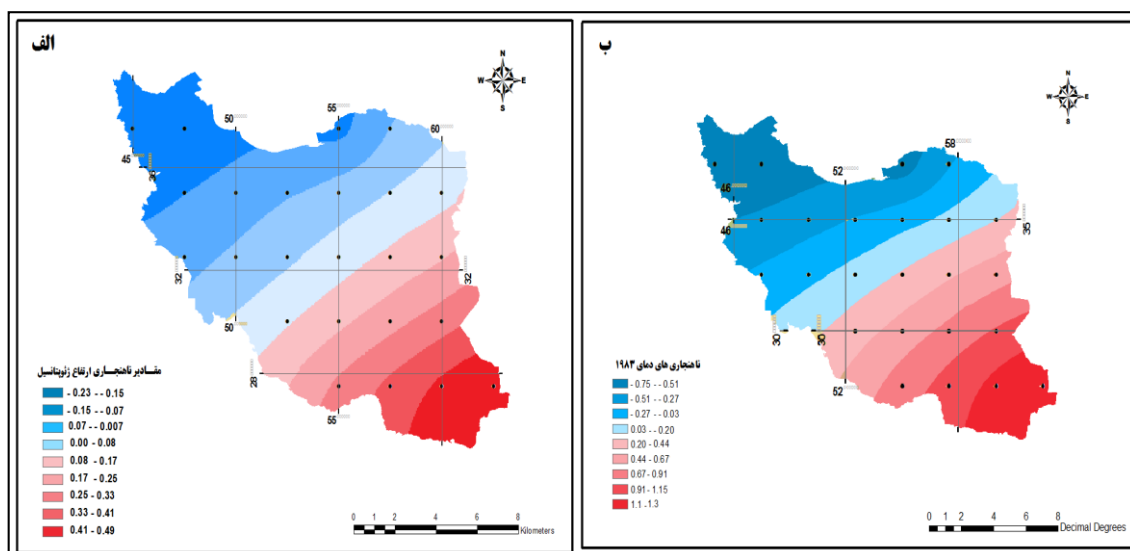 الف
N
W E
S
50
55
60
45
36
32
32
50
28
55
مقادیر ناهنجاری ارتفاع ژئوپتانسیل
- 0.23 -- 0.15
- 0.15 -- 0.07
0.07 -- 0.007
0.00 - 0.08
0.08 - 0.17
0.17 - 0.25
0.25 - 0.33
0.33 - 0.41
0.41 - 0.49
0 1 2 4 6 8
Kilometers
ب
N
W E
S
52
58
46
46
35
30
30
52
ناهنجاری های دمای ۱۹۸۳
- 0.75 - - 0.51
- 0.51 - 0.27
- 0.27 - - 0.03
0.03 -- 0.20
0.20 - 0.44
0.44 - 0.67
0.67 - 0.91
0.91 - 1.15
1.1 - 1.3
0 1 2 4 6 8
Decimal Degrees